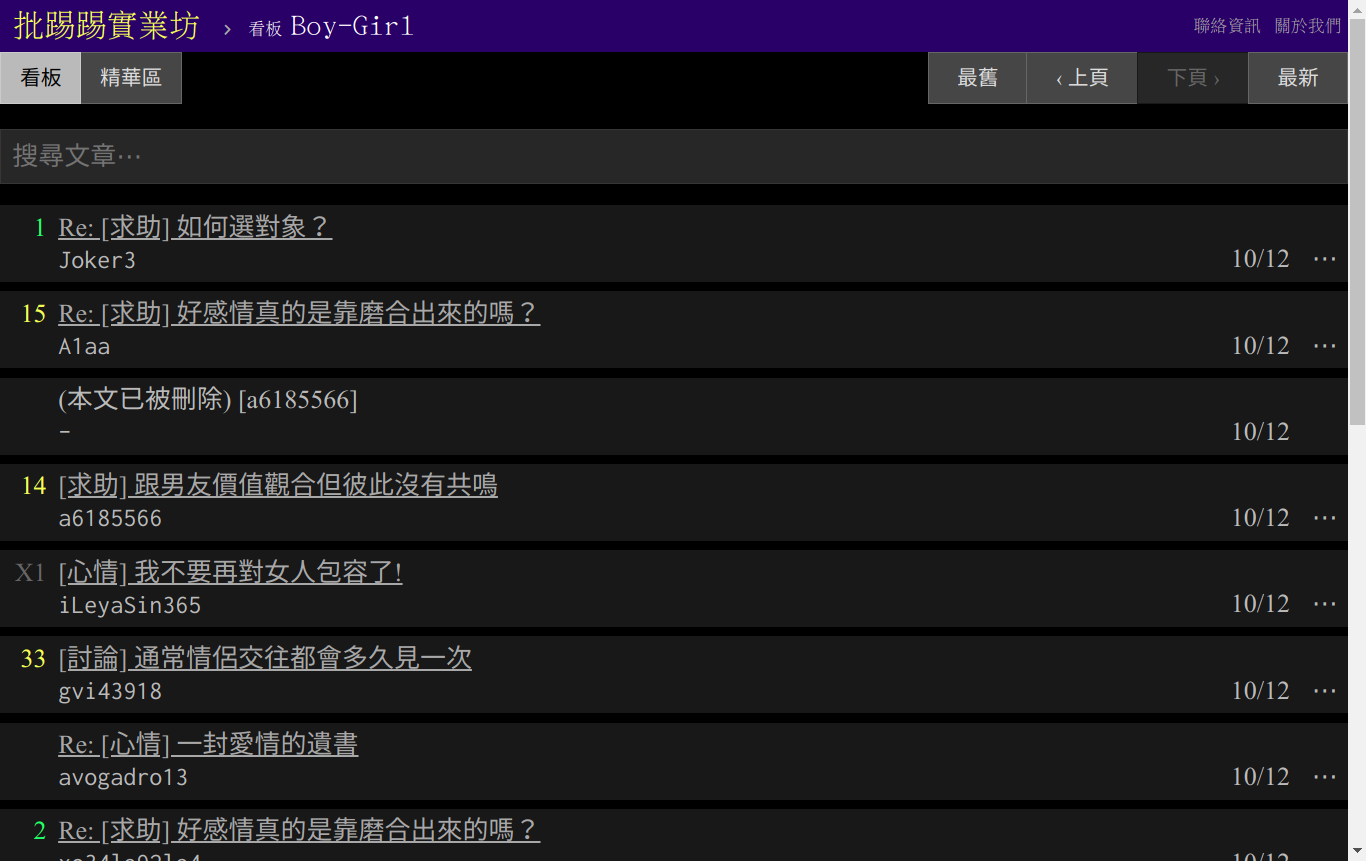 批踢踢實業坊 › 看板 Boy-Girl 聯絡資訊 關於我們
看板 精華區 最舊 ‹ 上頁 下頁 › 最新
搜尋文章⋯
1 Re: [求助] 如何選對象？
Joker3 10/12 ⋯
15 Re: [求助] 好感情真的是靠磨合出來的嗎？
A1aa 10/12 ⋯
(本文已被刪除) [a6185566]
- 10/12
14 [求助] 跟男友價值觀合但彼此沒有共鳴
a6185566 10/12 ⋯
X1 [心情] 我不要再對女人包容了!
iLeyaSin365 10/12 ⋯
33 [討論] 通常情侶交往都會多久見一次
gvi43918 10/12 ⋯
Re: [心情] 一封愛情的遺書
avogadro13 10/12 ⋯
2 Re: [求助] 好感情真的是靠磨合出來的嗎？
10/12